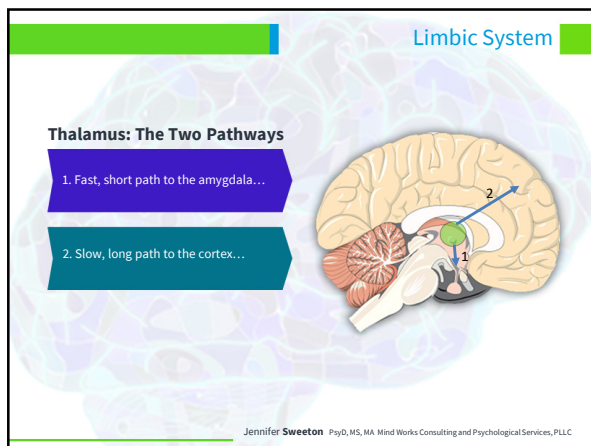 Limbic System
Thalamus: The Two Pathways
1. Fast, short path to the amygdala…
2. Slow, long path to the cortex…
2
1
Jennifer Sweeton PsyD, MS, MA Mind Works Consulting and Psychological Services, PLLC